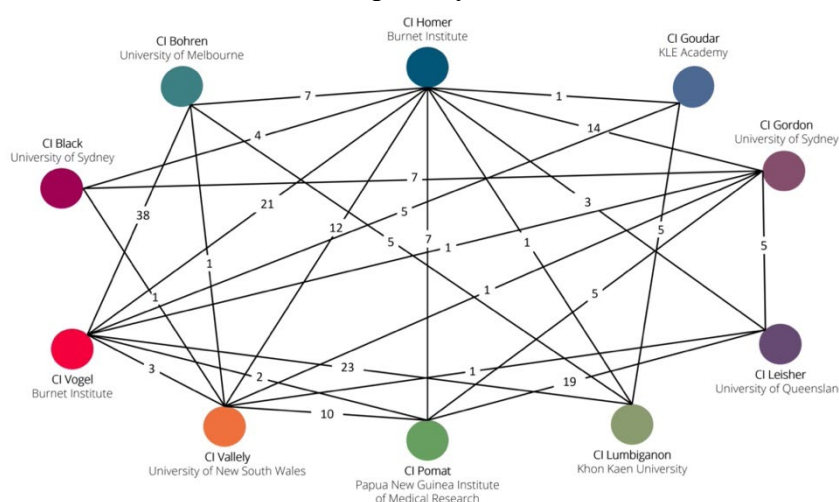 CI Homer
Burnet Institute
CI Bohren
University of Melbourne
CI Goudar
KLE Academy
7
1
14
4
CI Black
University of Sydney
CI Gordon
University of Sydney
7
38
21
5
3
12
7
5
1
5
1
5
1
1
5
1
CI Vogel
Burnet Institute
3
2
23
1
19
10
CI Leisher
University of Queenslan
CI Vallely
University of New South Wales
CI Pomat
Papua New Guinea Institute
of Medical Research
CI Lumbiganon
Khon Kaen University